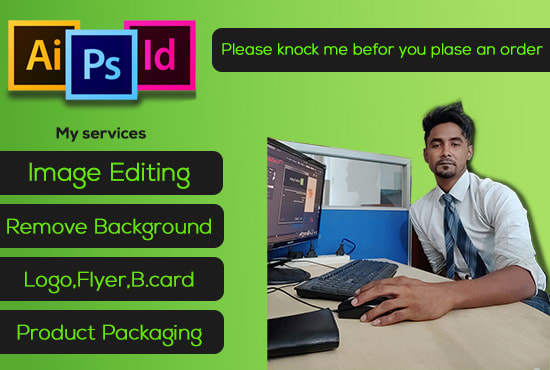 Ai Ps Id
Please knock me befor you plase an order
My services
Image Editing
Remove Background
Logo,Flyer,B.card
Product Packaging